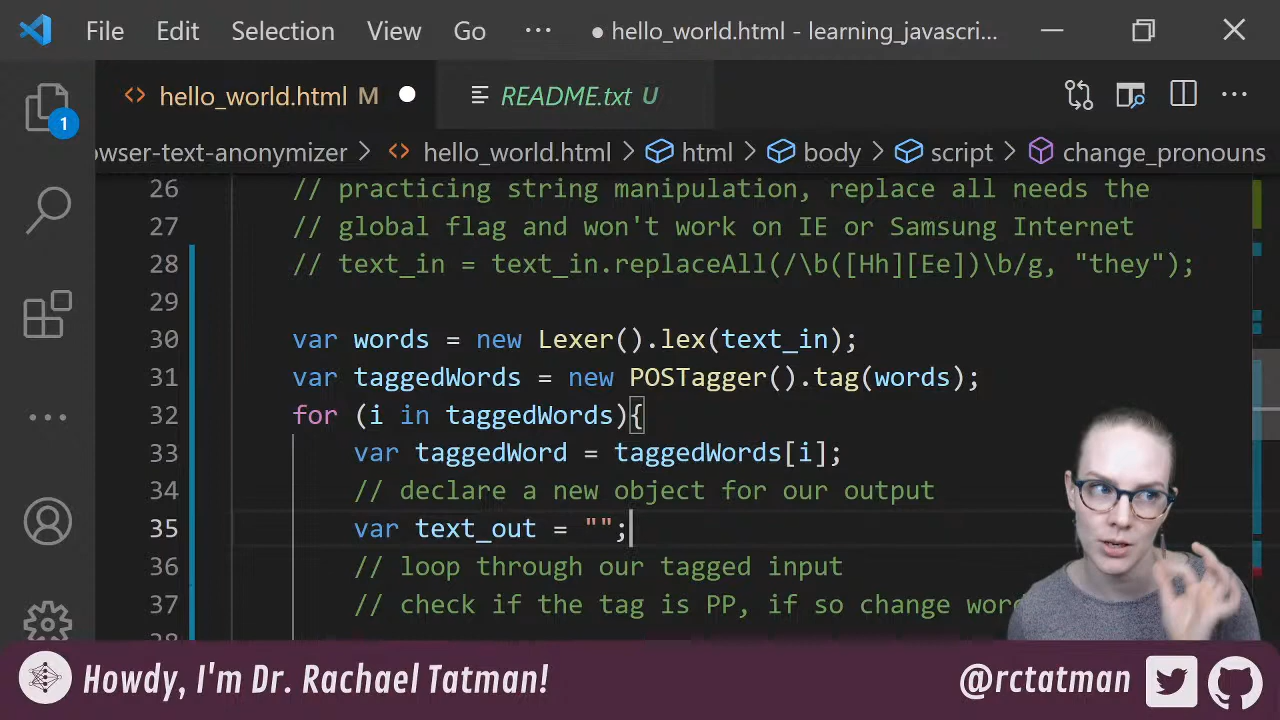 File Edit Selection View Go ··· ● hello_world.html - learning_javascri...
hello_world.html M ● README.txt U
1
owser-text-anonymizer > hello_world.html > html > body > script > change_pronouns
26 // practicing string manipulation, replace all needs the
27 // global flag and won't work on IE or Samsung Internet
28 // text_in = text_in.replaceAll(/\b([Hh][Ee])\b/g, "they");
29
30 var words = new Lexer().lex(text_in);
31 var taggedWords = new POSTagger().tag(words);
32 for (i in taggedWords){
33 var taggedWord = taggedWords[i];
34 // declare a new object for our output
35 var text_out = "";
36 // loop through our tagged input
37 // check if the tag is PP, if so change
Howdy, I'm Dr. Rachael Tatman! @rctatman